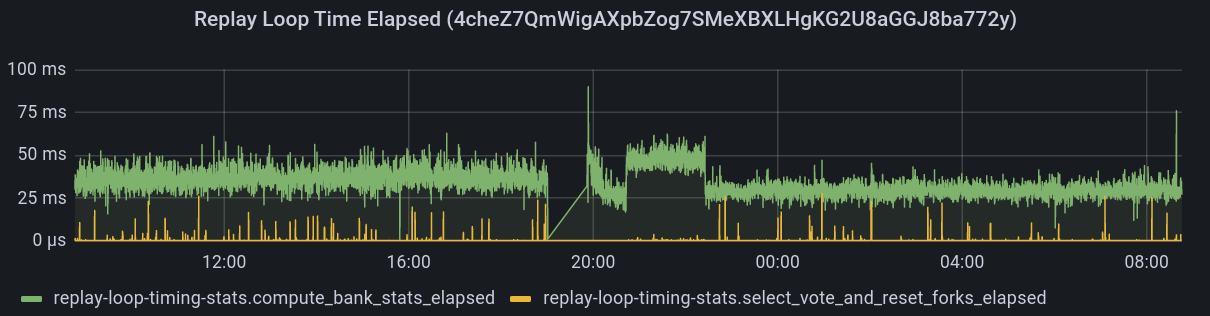 Replay Loop Time Elapsed (4cheZ7QmWigAXpbZog7SMeXBXLHgKG2U8aGGJ8ba772y)
100 ms
75 ms
50 ms
25 ms
0 µs
12:00 16:00 20:00 00:00 04:00 08:00
replay-loop-timing-stats.compute_bank_stats_elapsed replay-loop-timing-stats.select_vote_and_reset_forks_elapsed